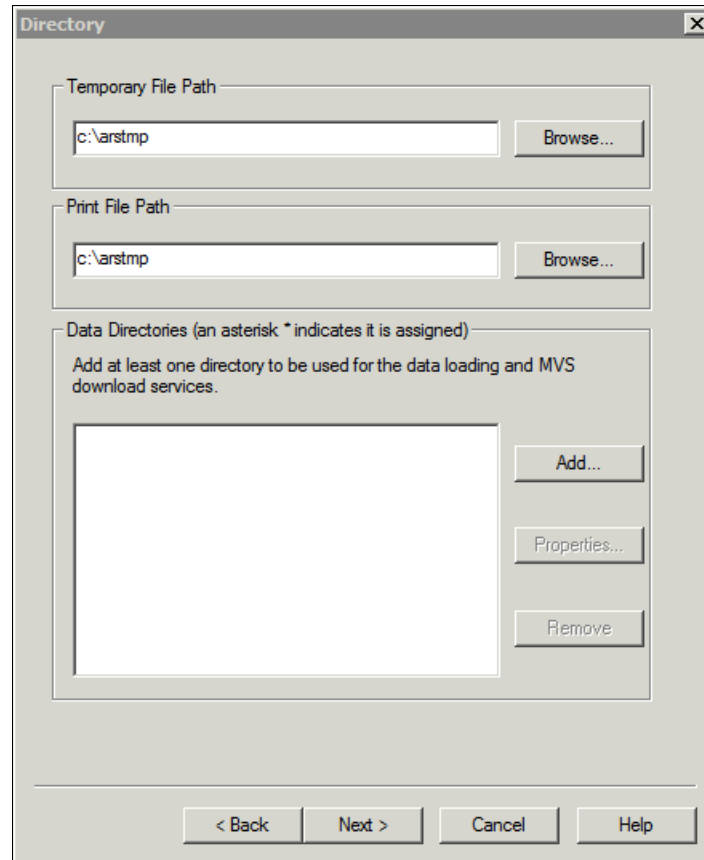 Directory
Temporary File Path
c:\arstmp
Browse...
Print File Path
c:\arstmp
Browse...
Data Directories (an asterisk * indicates it is assigned)
Add at least one directory to be used for the data loading and MVS
download services.
Add...
Properties...
Remove
< Back
Next >
Cancel
Help